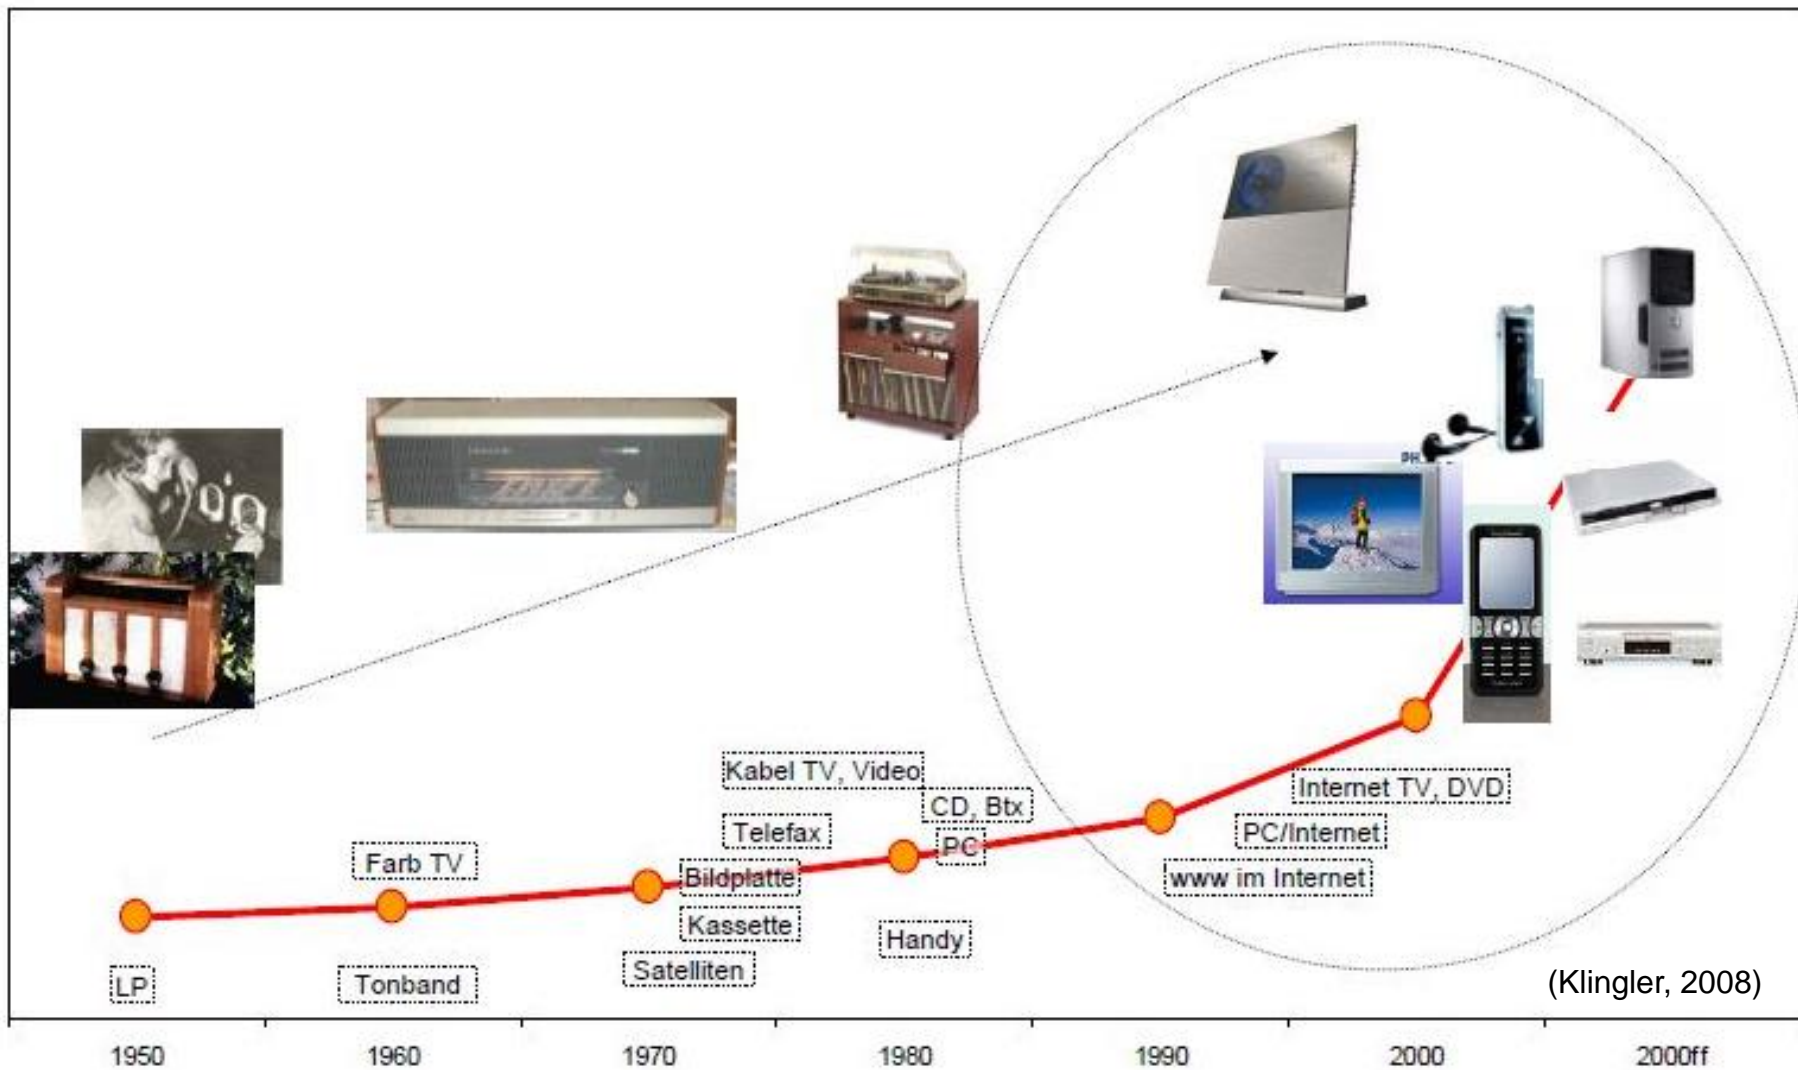 PH
Kabel TV, Video
CD, Btx
Internet TV, DVD
Telefax
PC
PC/Internet
Farb TV
Bildplatte
www im Internet
Kassette
Handy
LP
Tonband
Satelliten
(Klingler, 2008)
1950
1960
1970
1980
1990
2000
2000ff